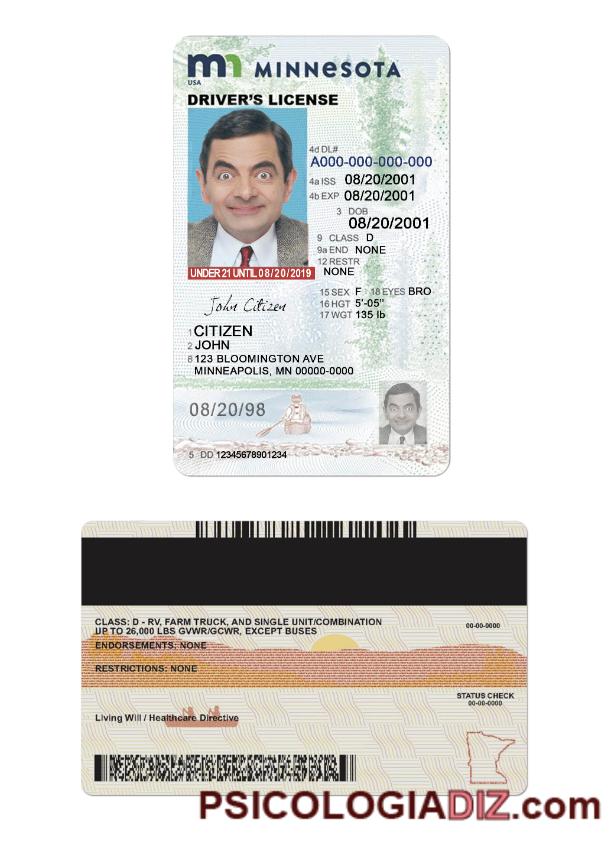 mn MINNESOTA
USA
DRIVER'S LICENSE
4d DL#
A000-000-000-000
4a ISS 08/20/2001
4b EXP 08/20/2001
3 DOB
08/20/2001
9 CLASS D
9a END NONE
12 RESTR
NONE
UNDER 21 UNTIL 08/20/2019
15 SEX F 18 EYES BRO
16 HGT 5'-05"
17 WGT 135 lb
John Citizen
1 CITIZEN
2 JOHN
8 123 BLOOMINGTON AVE
MINNEAPOLIS, MN 00000-0000
08/20/98
5 DD 12345678901234
CLASS: D - RV, FARM TRUCK, AND SINGLE UNIT/COMBINATION
UP TO 26,000 LBS GVWR/GCWR, EXCEPT BUSES
00-00-0000
ENDORSEMENTS: NONE
RESTRICTIONS: NONE
STATUS CHECK
00-00-0000
Living Will / Healthcare Directive
PSICOLOGIADIZ.com